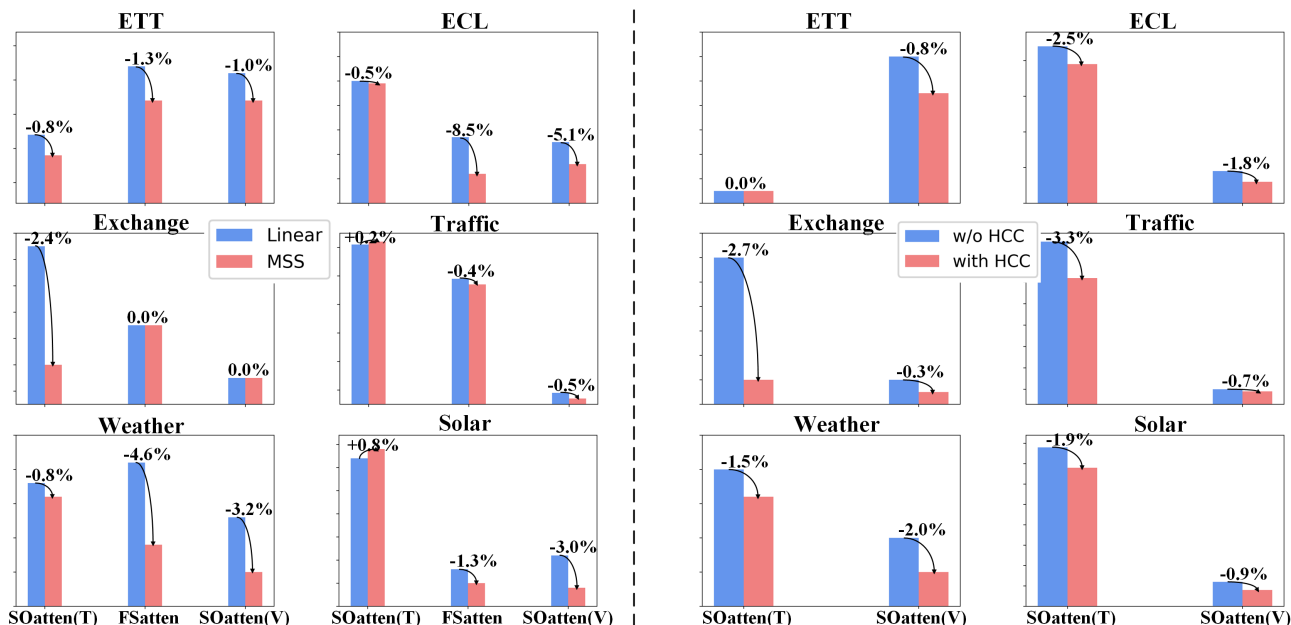 ETT
-0.8%
-1.3%
-1.0%
ECL
-0.5%
-8.5%
-5.1%
Exchange
-2.4%
0.0%
0.0%
Linear
MSS
Traffic
+0.2%
-0.4%
-0.5%
Weather
-0.8%
-4.6%
-3.2%
SOatten(T) FSatten SOatten(V)
Solar
+0.8%
-1.3%
-3.0%
SOatten(T) FSatten SOatten(V)
ETT
0.0%
-0.8%
ECL
-2.5%
-1.8%
Exchange
-2.7%
-0.3%
w/o HCC
with HCC
Traffic
-3.3%
-0.7%
Weather
-1.5%
-2.0%
SOatten(T) SOatten(V)
Solar
-1.9%
-0.9%
SOatten(T) SOatten(V)